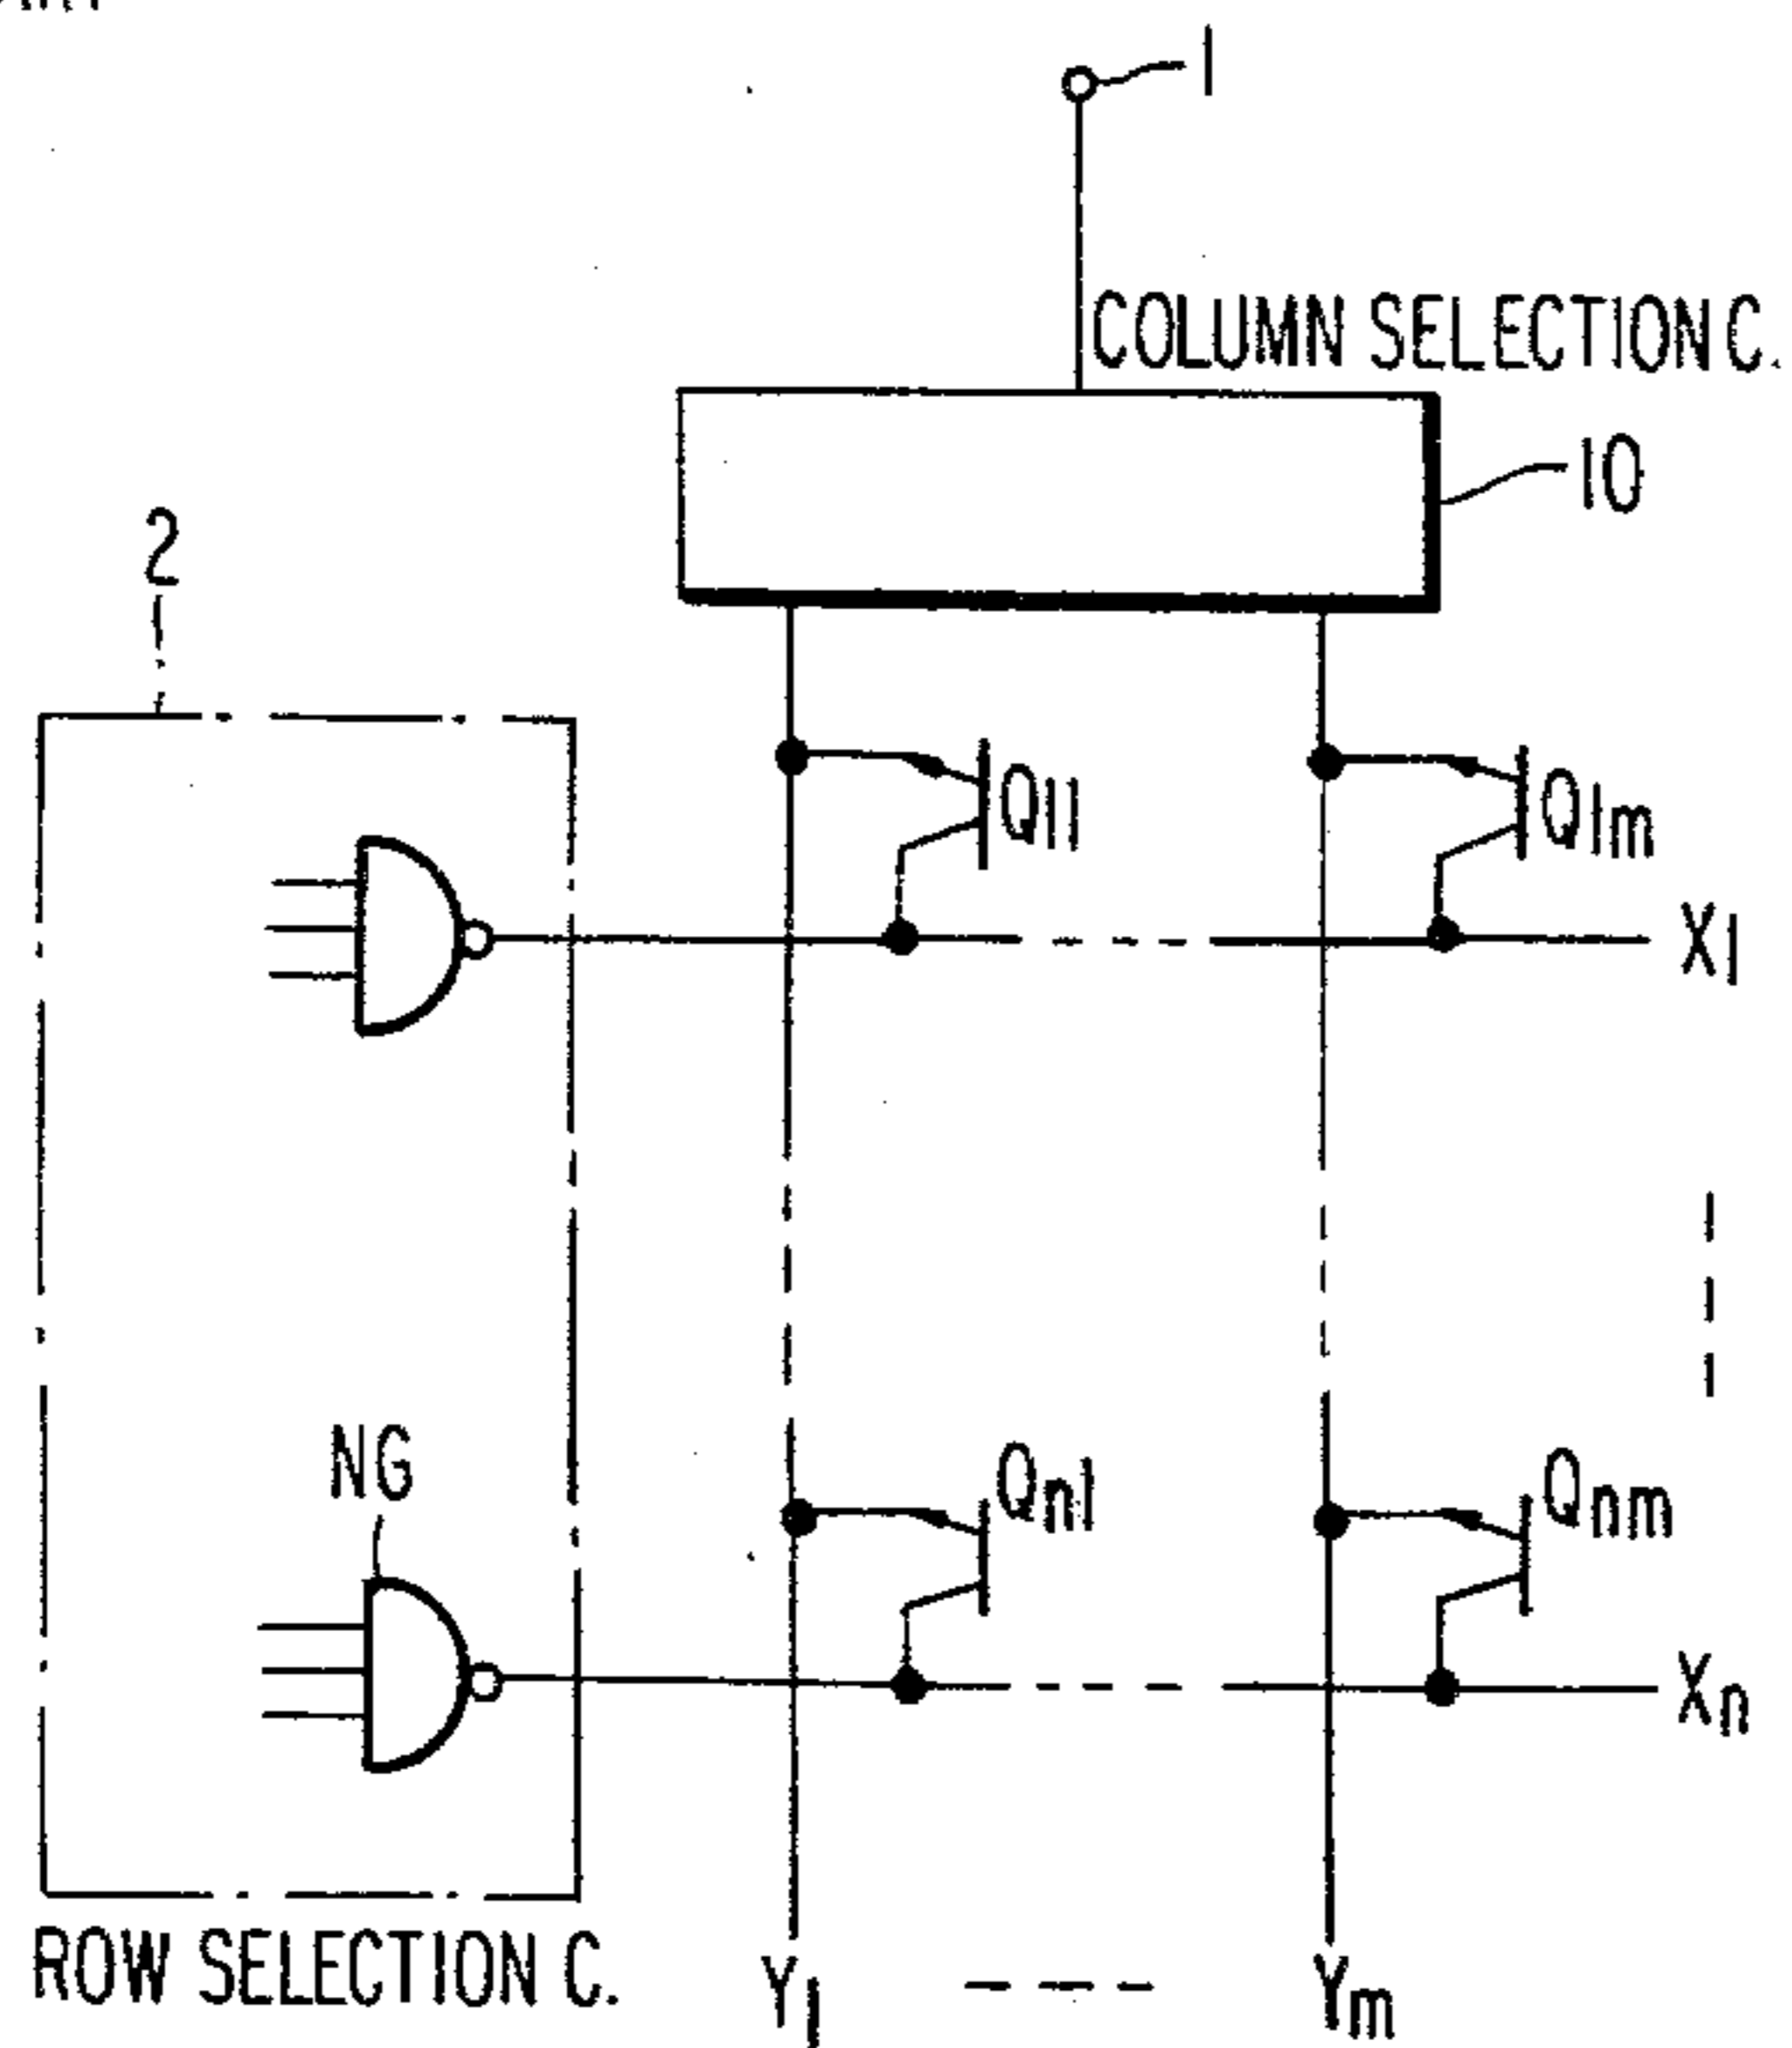 1
COLUMN SELECTION C.
10
2
Q11
Q1m
X1
NG
Qn1
Qnm
Xn
ROW SELECTION C.
Y1 --- Ym